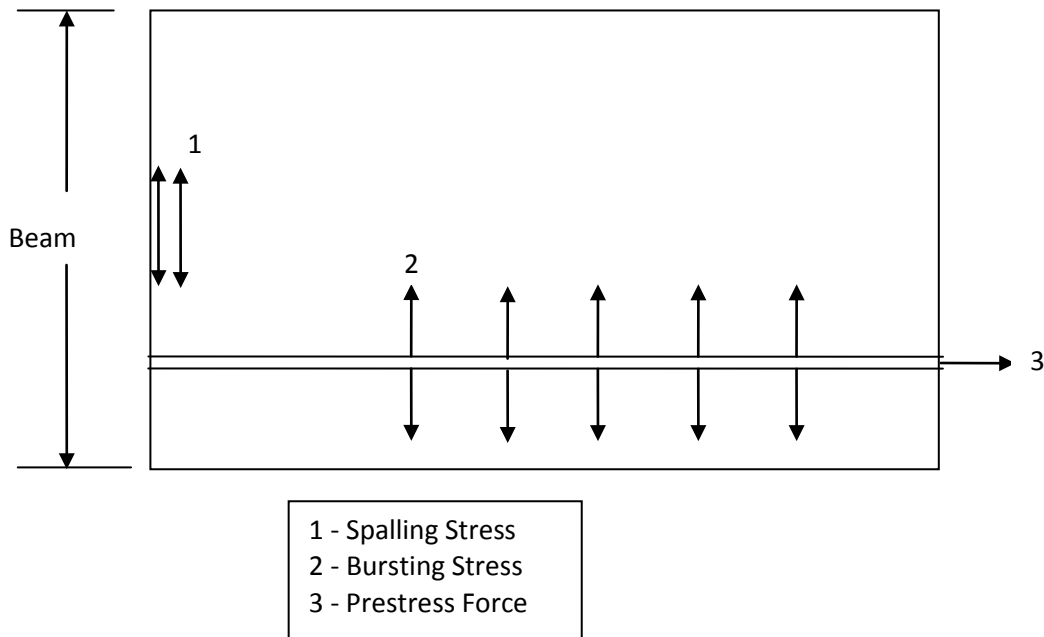 1
Beam
2
3
1 - Spalling Stress
2 - Bursting Stress
3 - Prestress Force